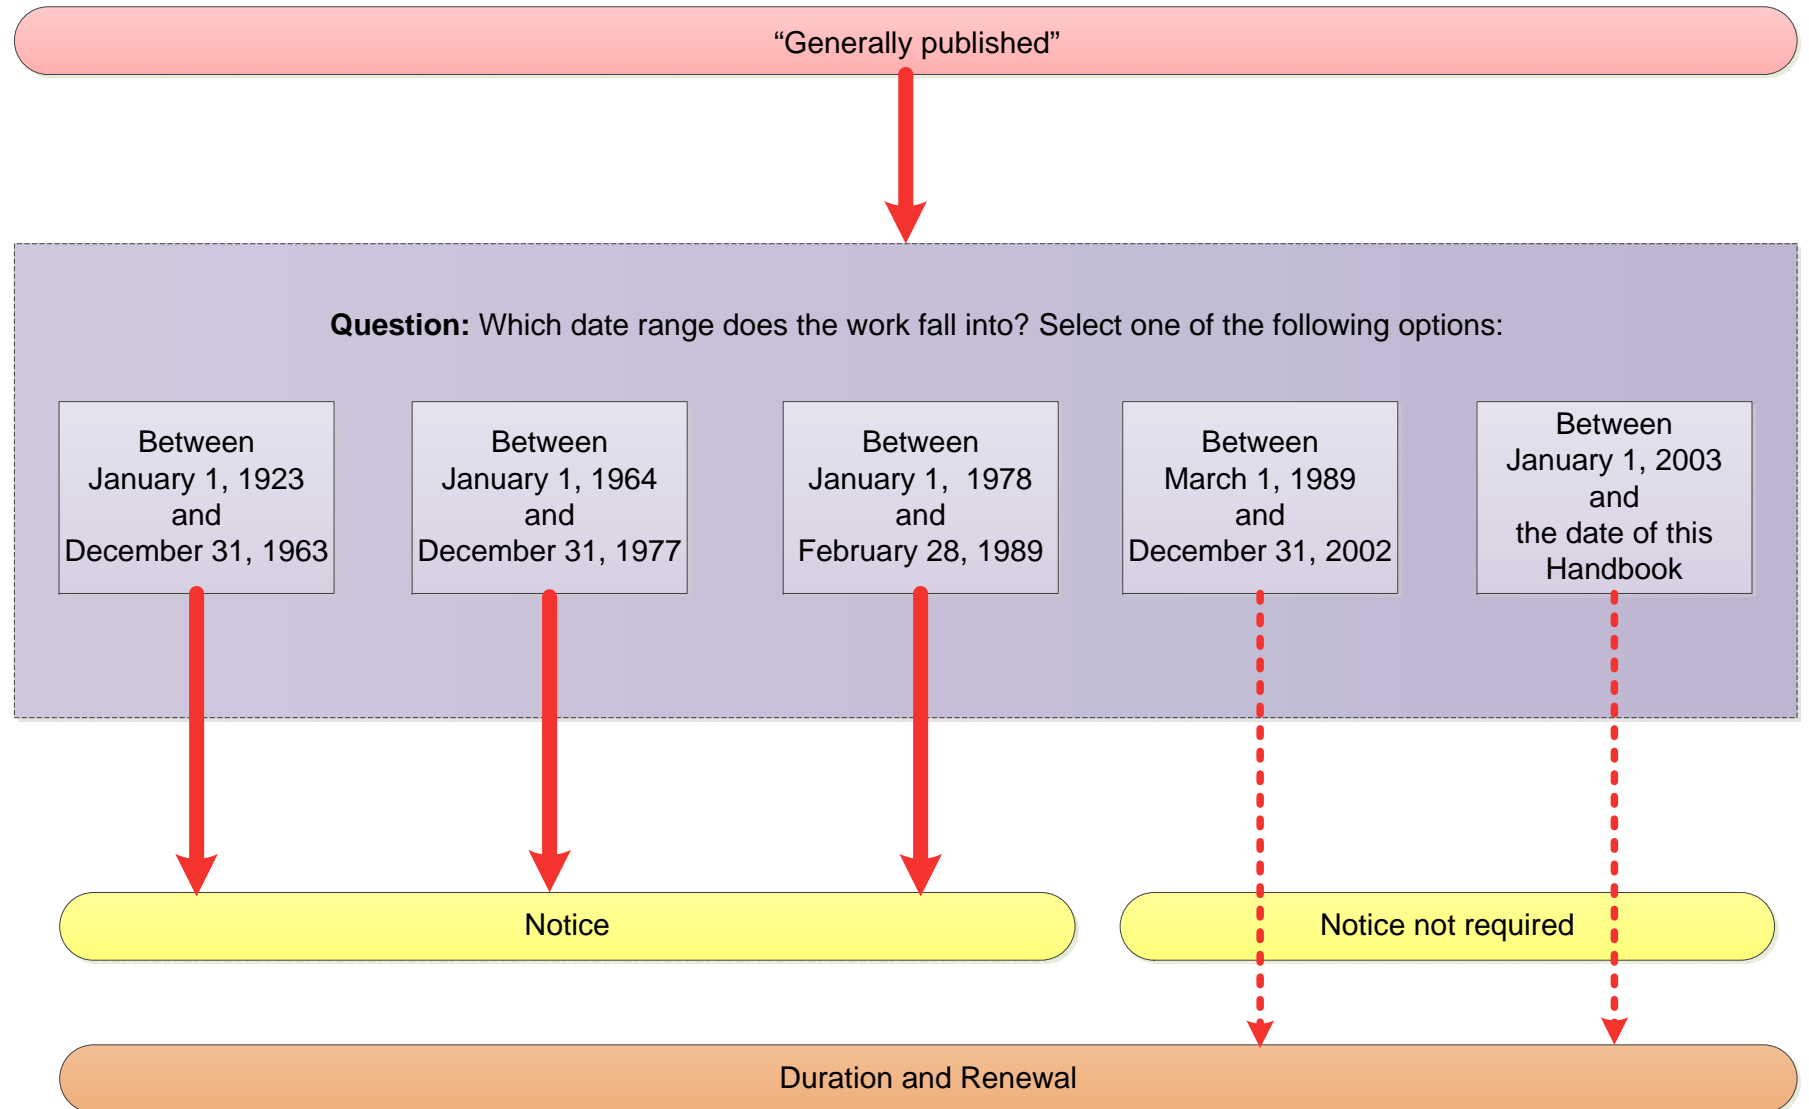 “Generally published”
Question: Which date range does the work fall into? Select one of the following options:
Between
January 1, 1923
and
December 31, 1963
Between
January 1, 1964
and
December 31, 1977
Between
January 1, 1978
and
February 28, 1989
Between
March 1, 1989
and
December 31, 2002
Between
January 1, 2003
and
the date of this
Handbook
Notice
Notice not required
Duration and Renewal